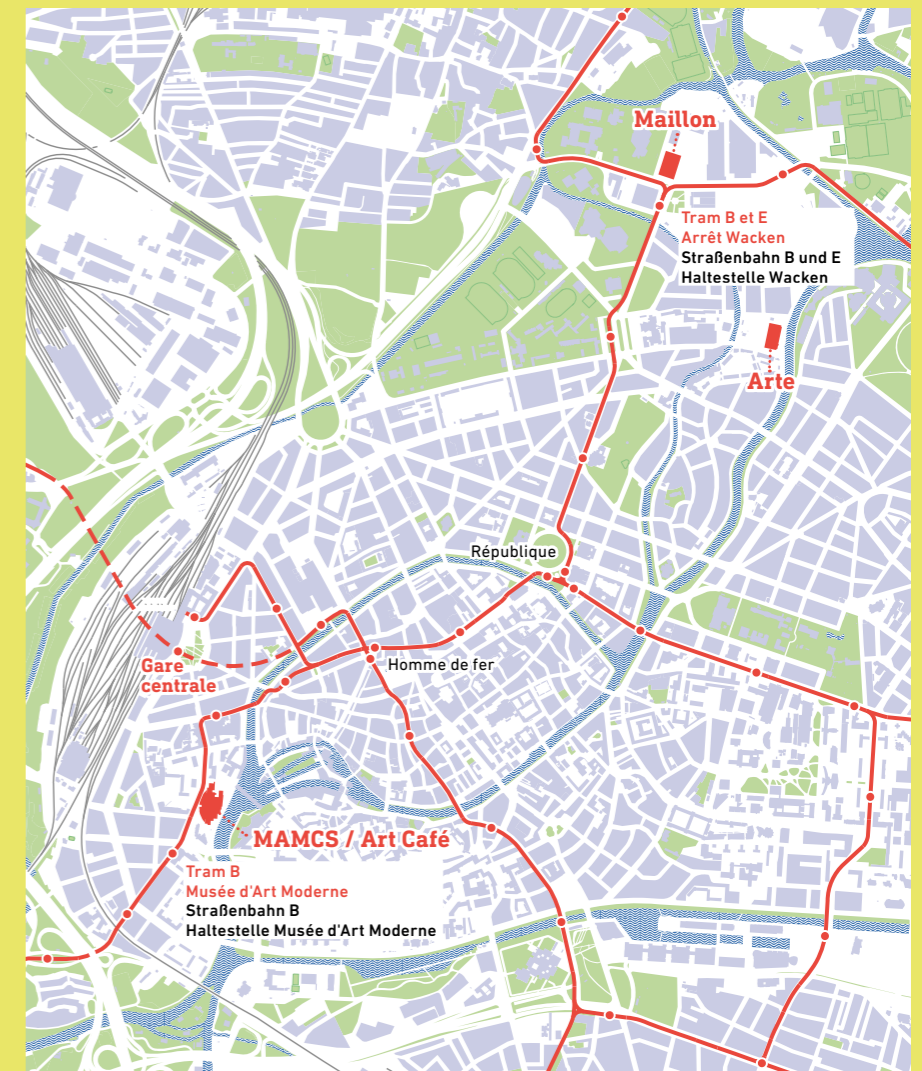 Maillon
Tram B et E
Arrêt Wacken
Straßenbahn B und E
Haltestelle Wacken
Arte
République
Homme de fer
Gare
centrale
MAMCS / Art Café
Tram B
Musée d'Art Moderne
Straßenbahn B
Haltestelle Musée d'Art Moderne